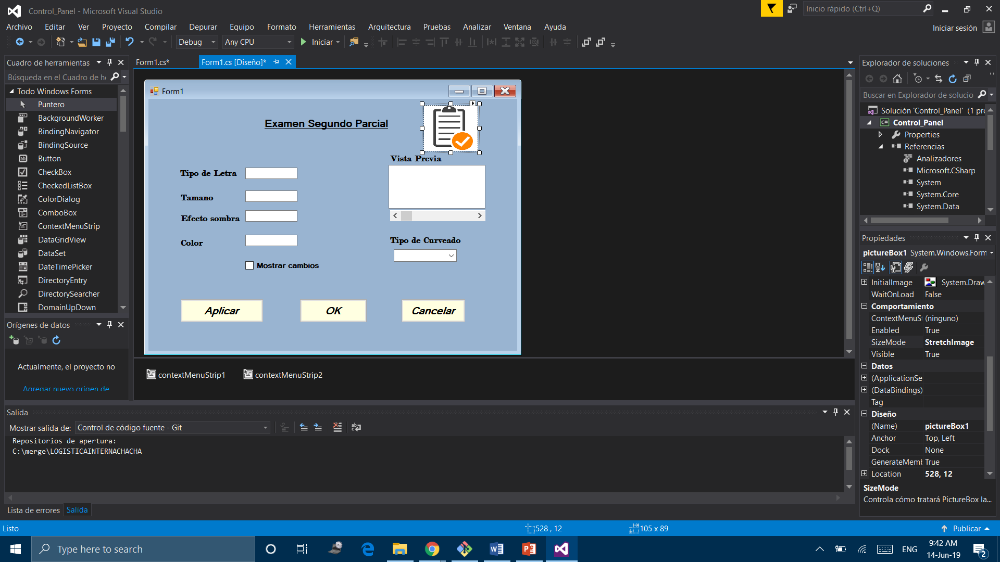 Control_Panel - Microsoft Visual Studio
Inicio rápido (Ctrl+Q)
Archivo Editar Ver Proyecto Compilar Depurar Equipo Formato Herramientas Arquitectura Pruebas Analizar Ventana Ayuda
Iniciar sesión
Debug Any CPU Iniciar
Cuadro de herramientas
Búsqueda en el Cuadro de he
Todo Windows Forms
Puntero
BackgroundWorker
BindingNavigator
BindingSource
Button
CheckBox
CheckedListBox
ColorDialog
ComboBox
ContextMenuStrip
DataGridView
DataSet
DateTimePicker
DirectoryEntry
DirectorySearcher
DomainUpDown
Orígenes de datos
Actualmente, el proyecto no
Agregar nuevo origen de
Form1.cs*
Form1.cs [Diseño]*
Form1
Examen Segundo Parcial
Vista Previa
Tipo de Letra
Tamano
Efecto sombra
Color
Tipo de Curveado
Mostrar cambios
Aplicar
OK
Cancelar
contextMenuStrip1
contextMenuStrip2
Explorador de soluciones
Buscar en Explorador de solucio
Solución 'Control_Panel' (1 pro
C# Control_Panel
Properties
Referencias
Analizadores
Microsoft.CSharp
System
System.Core
System.Data
Propiedades
pictureBox1 System.Windows.Form
InitialImage System.Draw
WaitOnLoad False
Comportamiento
ContextMenuSt (ninguno)
Enabled True
SizeMode StretchImage
Visible True
Datos
(ApplicationSe
(DataBindings)
Tag
Diseño
(Name) pictureBox1
Anchor Top, Left
Dock None
GenerateMemb True
Location 528, 12
SizeMode
Controla cómo tratará PictureBox la...
Salida
Mostrar salida de: Control de código fuente - Git
Repositorios de apertura:
C:\merge\LOGISTICAINTERNACHACHA
Lista de errores
Salida
Listo
528 , 12
105 x 89
Publicar
Type here to search
ENG
9:42 AM
14-Jun-19
2